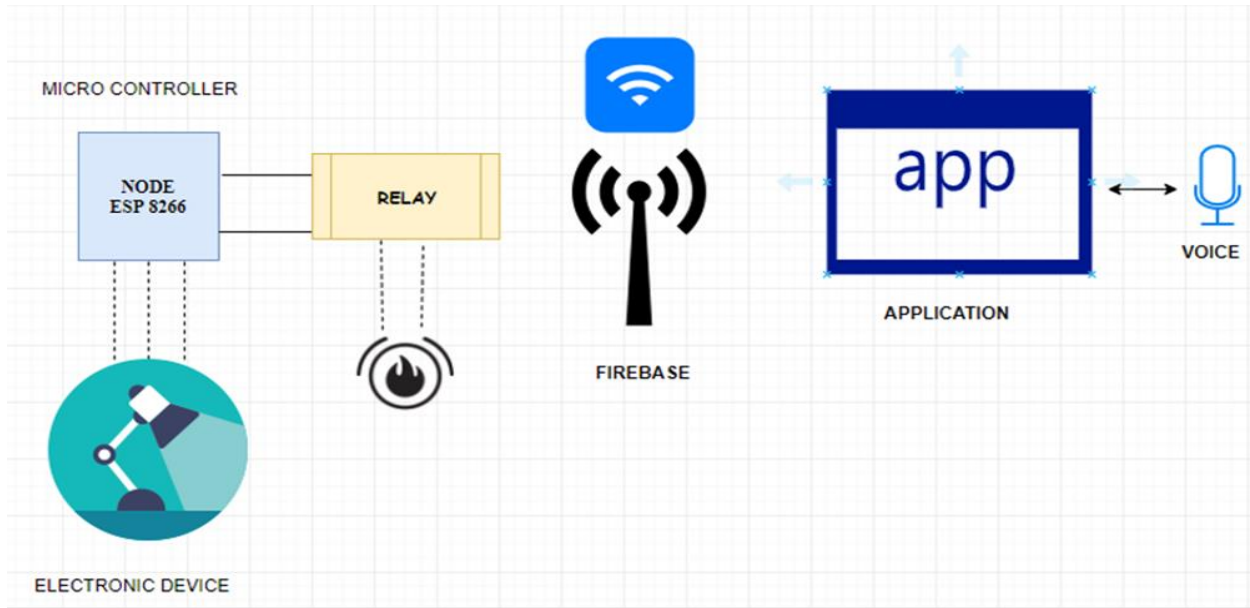 MICRO CONTROLLER
NODE
ESP 8266
RELAY
app
VOICE
APPLICATION
FIREBASE
ELECTRONIC DEVICE